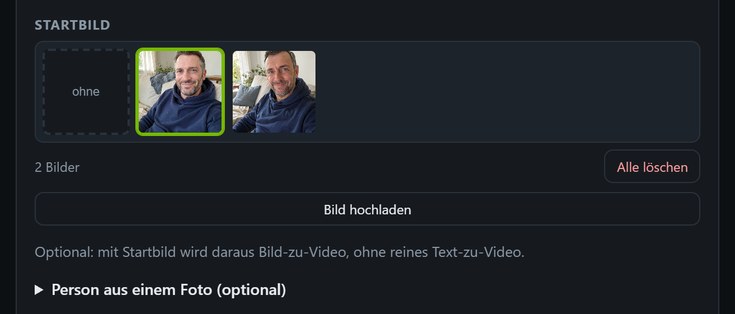 STARTBILD
ohne
2 Bilder
Alle löschen
Bild hochladen
Optional: mit Startbild wird daraus Bild-zu-Video, ohne reines Text-zu-Video.
▶ Person aus einem Foto (optional)